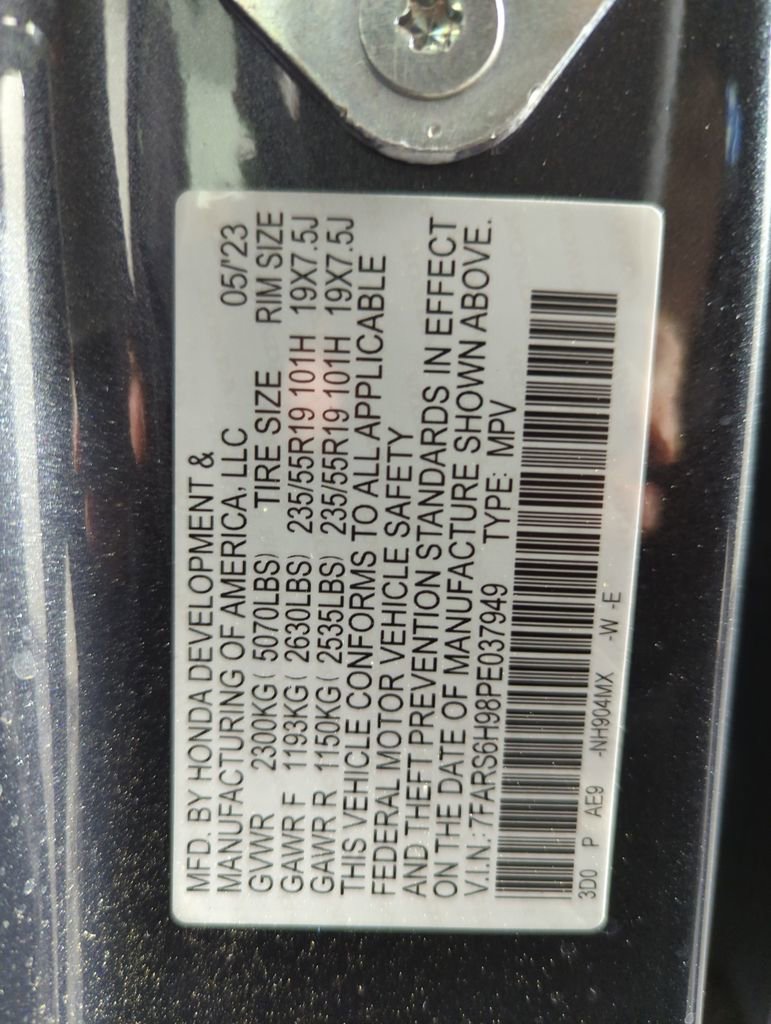 MFD. BY HONDA DEVELOPMENT &
MANUFACTURING OF AMERICA, LLC 05/'23
GVWR 2300KG( 5070LBS) TIRE SIZE RIM SIZE
GAWR F 1193KG( 2630LBS) 235/55R19 101H 19X7.5J
GAWR R 1150KG( 2535LBS) 235/55R19 101H 19X7.5J
THIS VEHICLE CONFORMS TO ALL APPLICABLE
FEDERAL MOTOR VEHICLE SAFETY
AND THEFT PREVENTION STANDARDS IN EFFECT
ON THE DATE OF MANUFACTURE SHOWN ABOVE.
V.I.N.: 7FARS6H98PE037949 TYPE: MPV
3D0 P AE9 -NH904MX -W -E